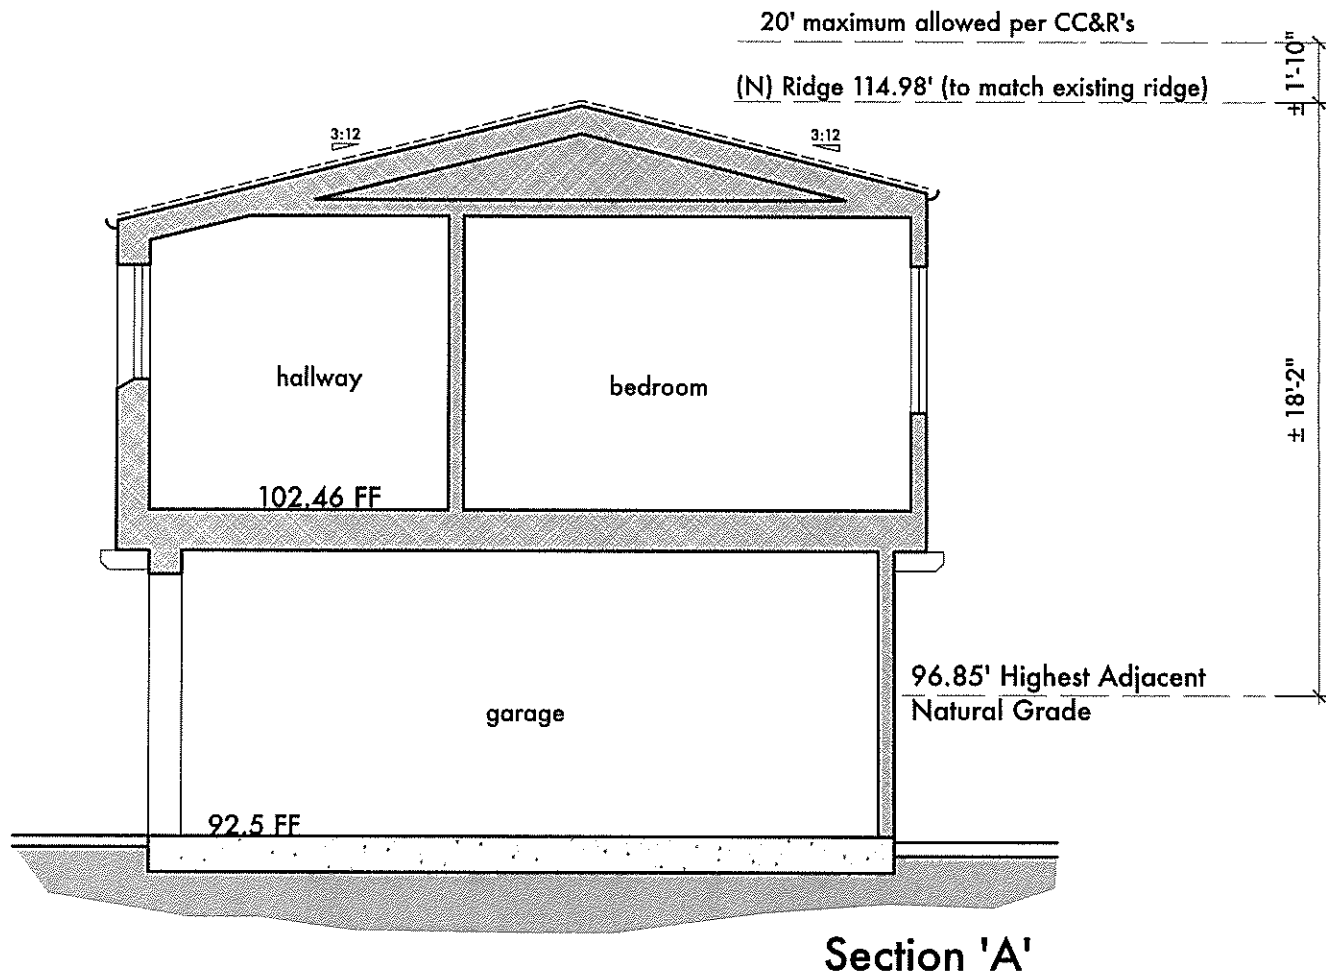 20' maximum allowed per CC&R's
± 1'-10"
(N) Ridge 114.98' (to match existing ridge)
3:12
3:12
± 18'-2"
hallway
bedroom
102.46 FF
96.85' Highest Adjacent
Natural Grade
garage
92.5 FF
Section 'A'